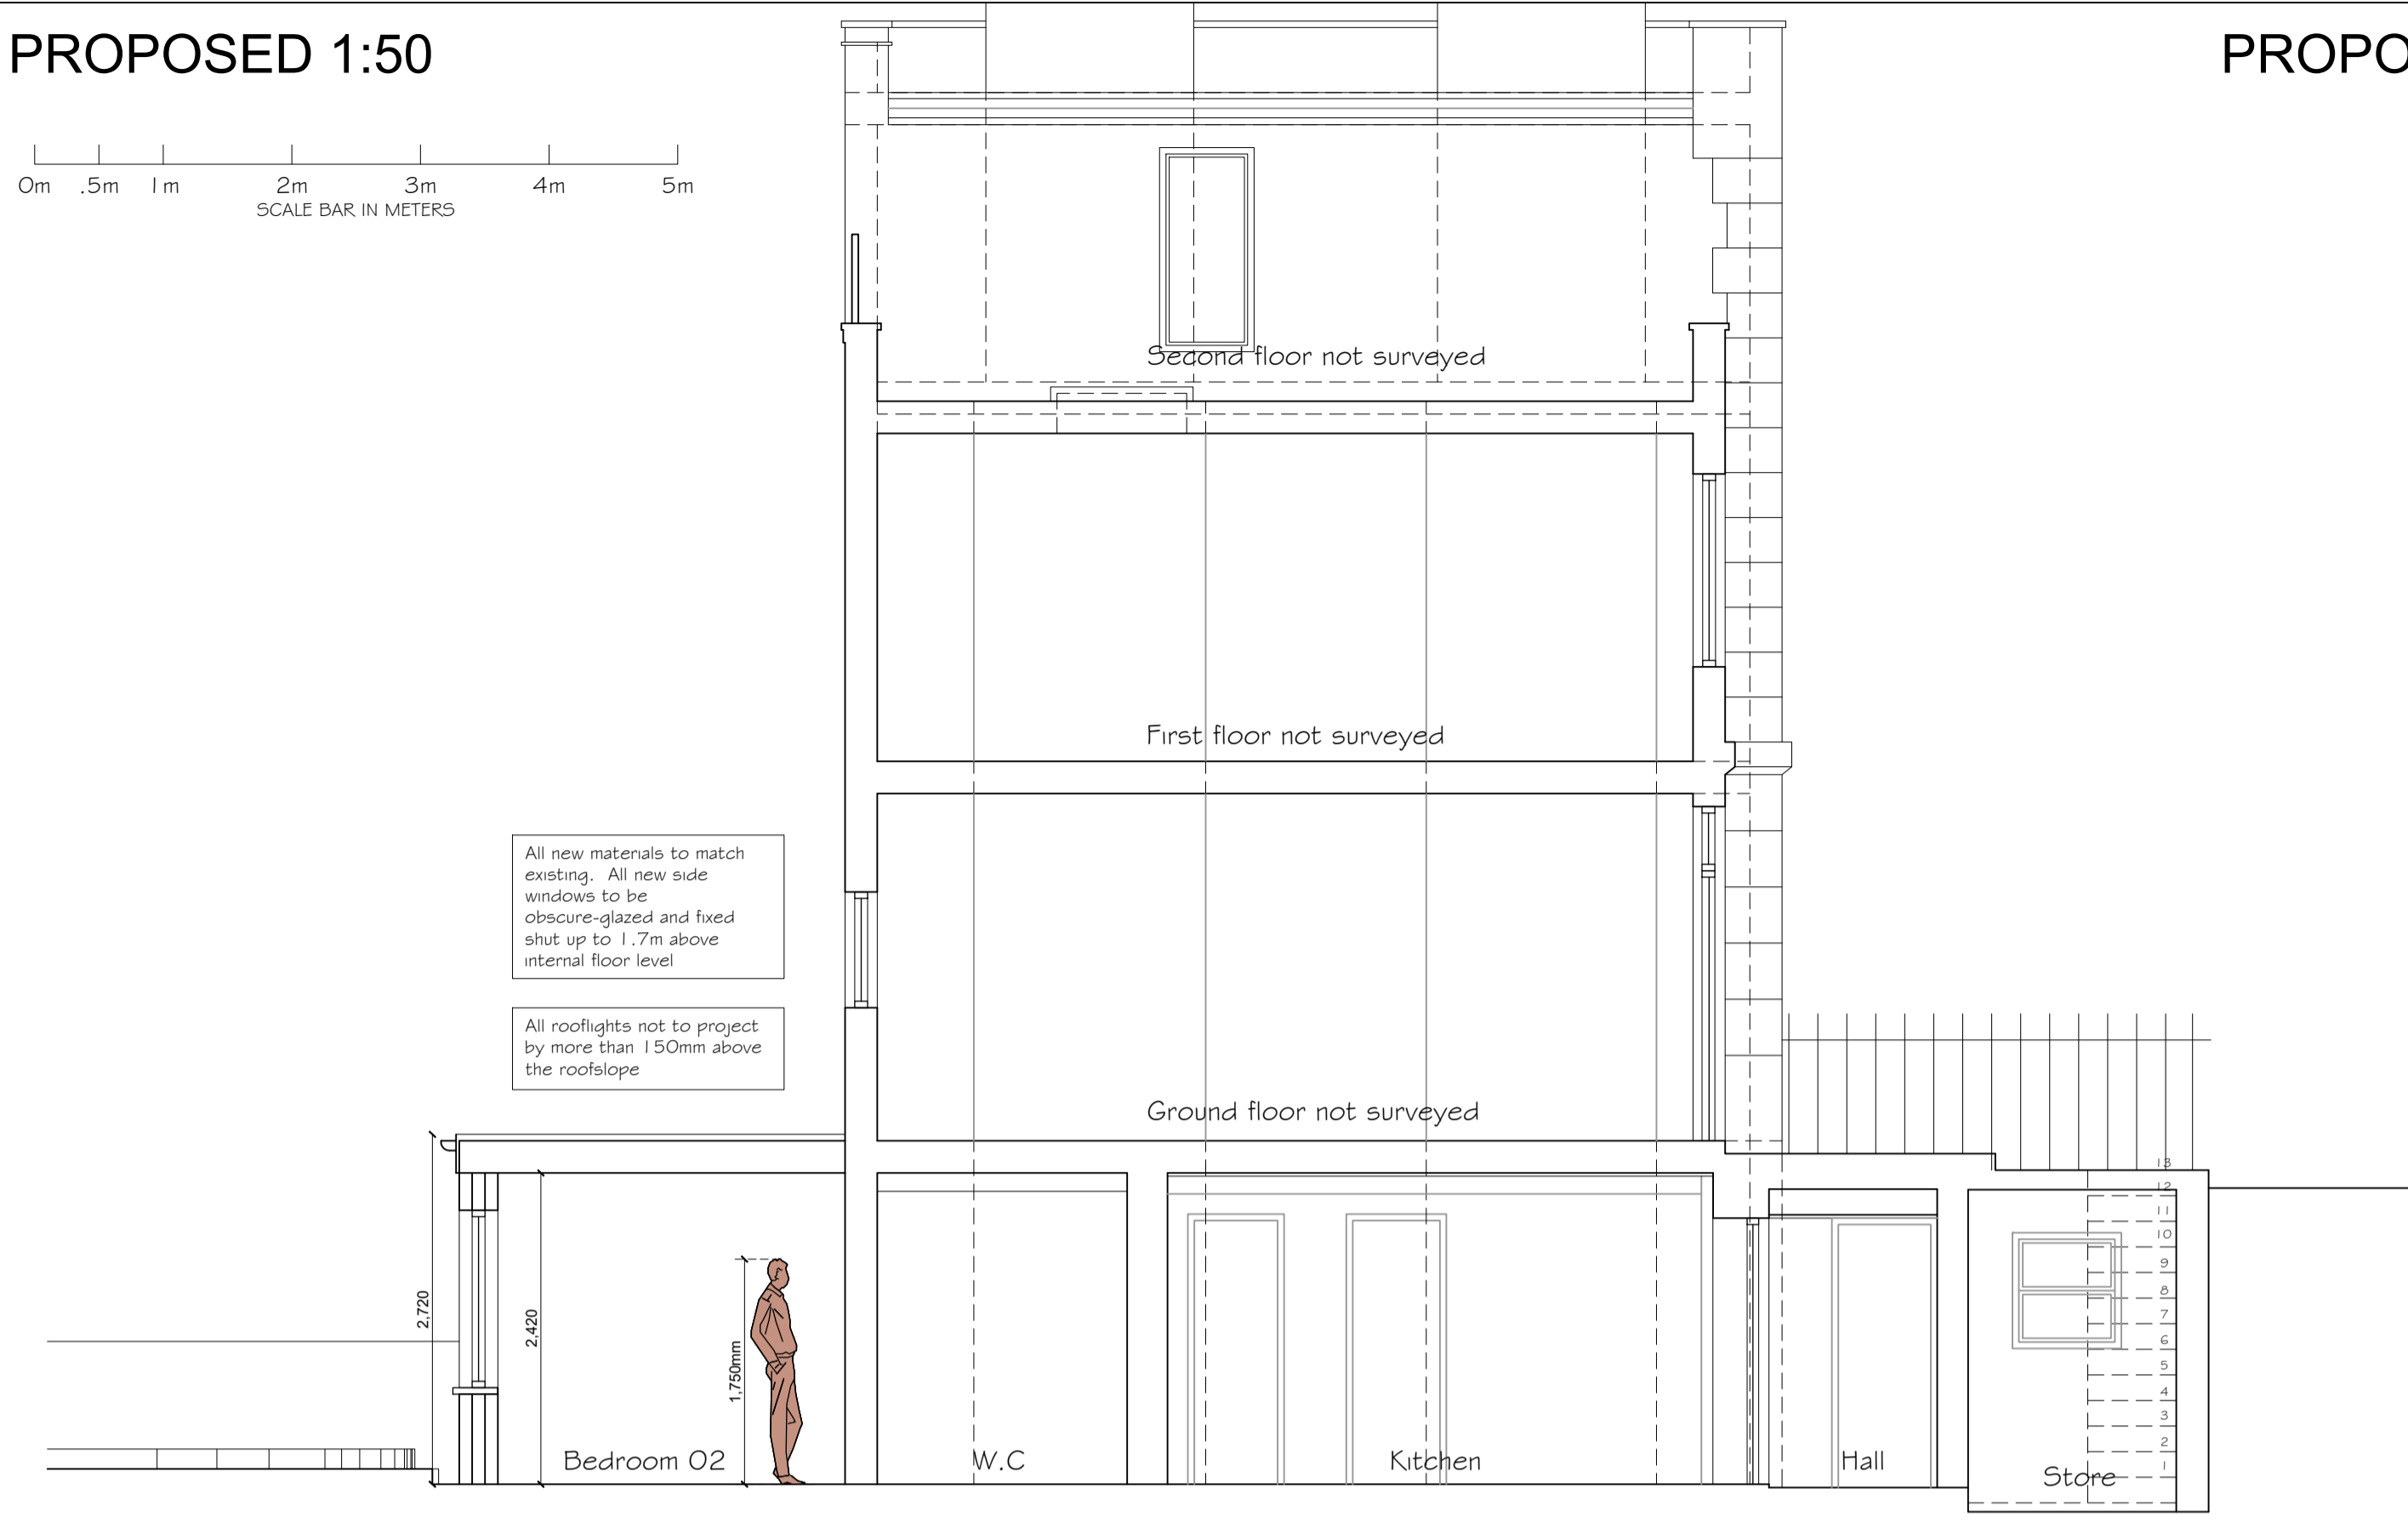 PROPOSED 1:50
PROPO
0m .5m 1m 2m 3m 4m 5m
SCALE BAR IN METERS
Second floor not surveyed
First floor not surveyed
All new materials to match
existing. All new side
windows to be
obscure-glazed and fixed
shut up to 1.7m above
internal floor level
All rooflights not to project
by more than 150mm above
the roofslope
Ground floor not surveyed
13
12
11
10
9
8
7
6
5
4
3
2
1
2,720
2,420
1,750mm
Bedroom 02
W.C
Kitchen
Hall
Store